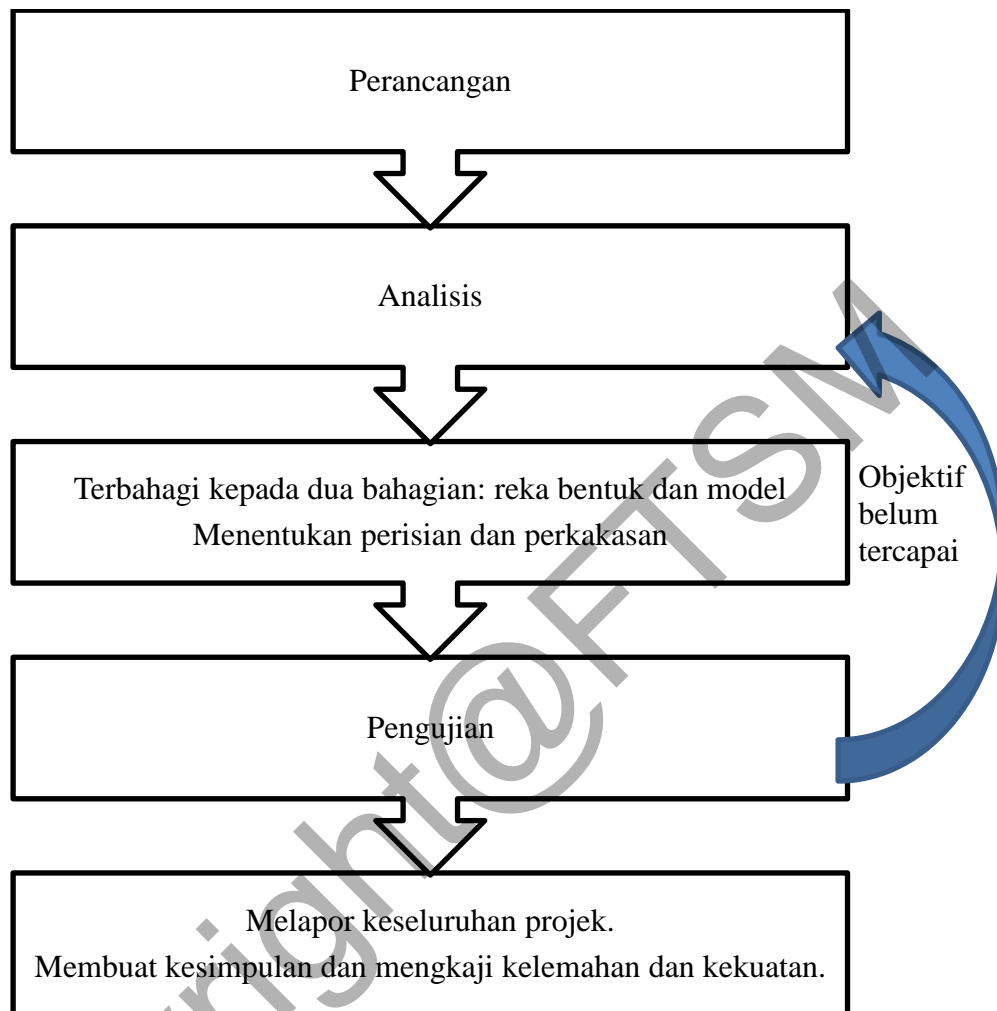 Perancangan
Analisis
Terbahagi kepada dua bahagian: reka bentuk dan model
Menentukan perisian dan perkakasan
Objektif
belum
tercapai
Pengujian
Melapor keseluruhan projek.
Membuat kesimpulan dan mengkaji kelemahan dan kekuatan.
right@FTSM